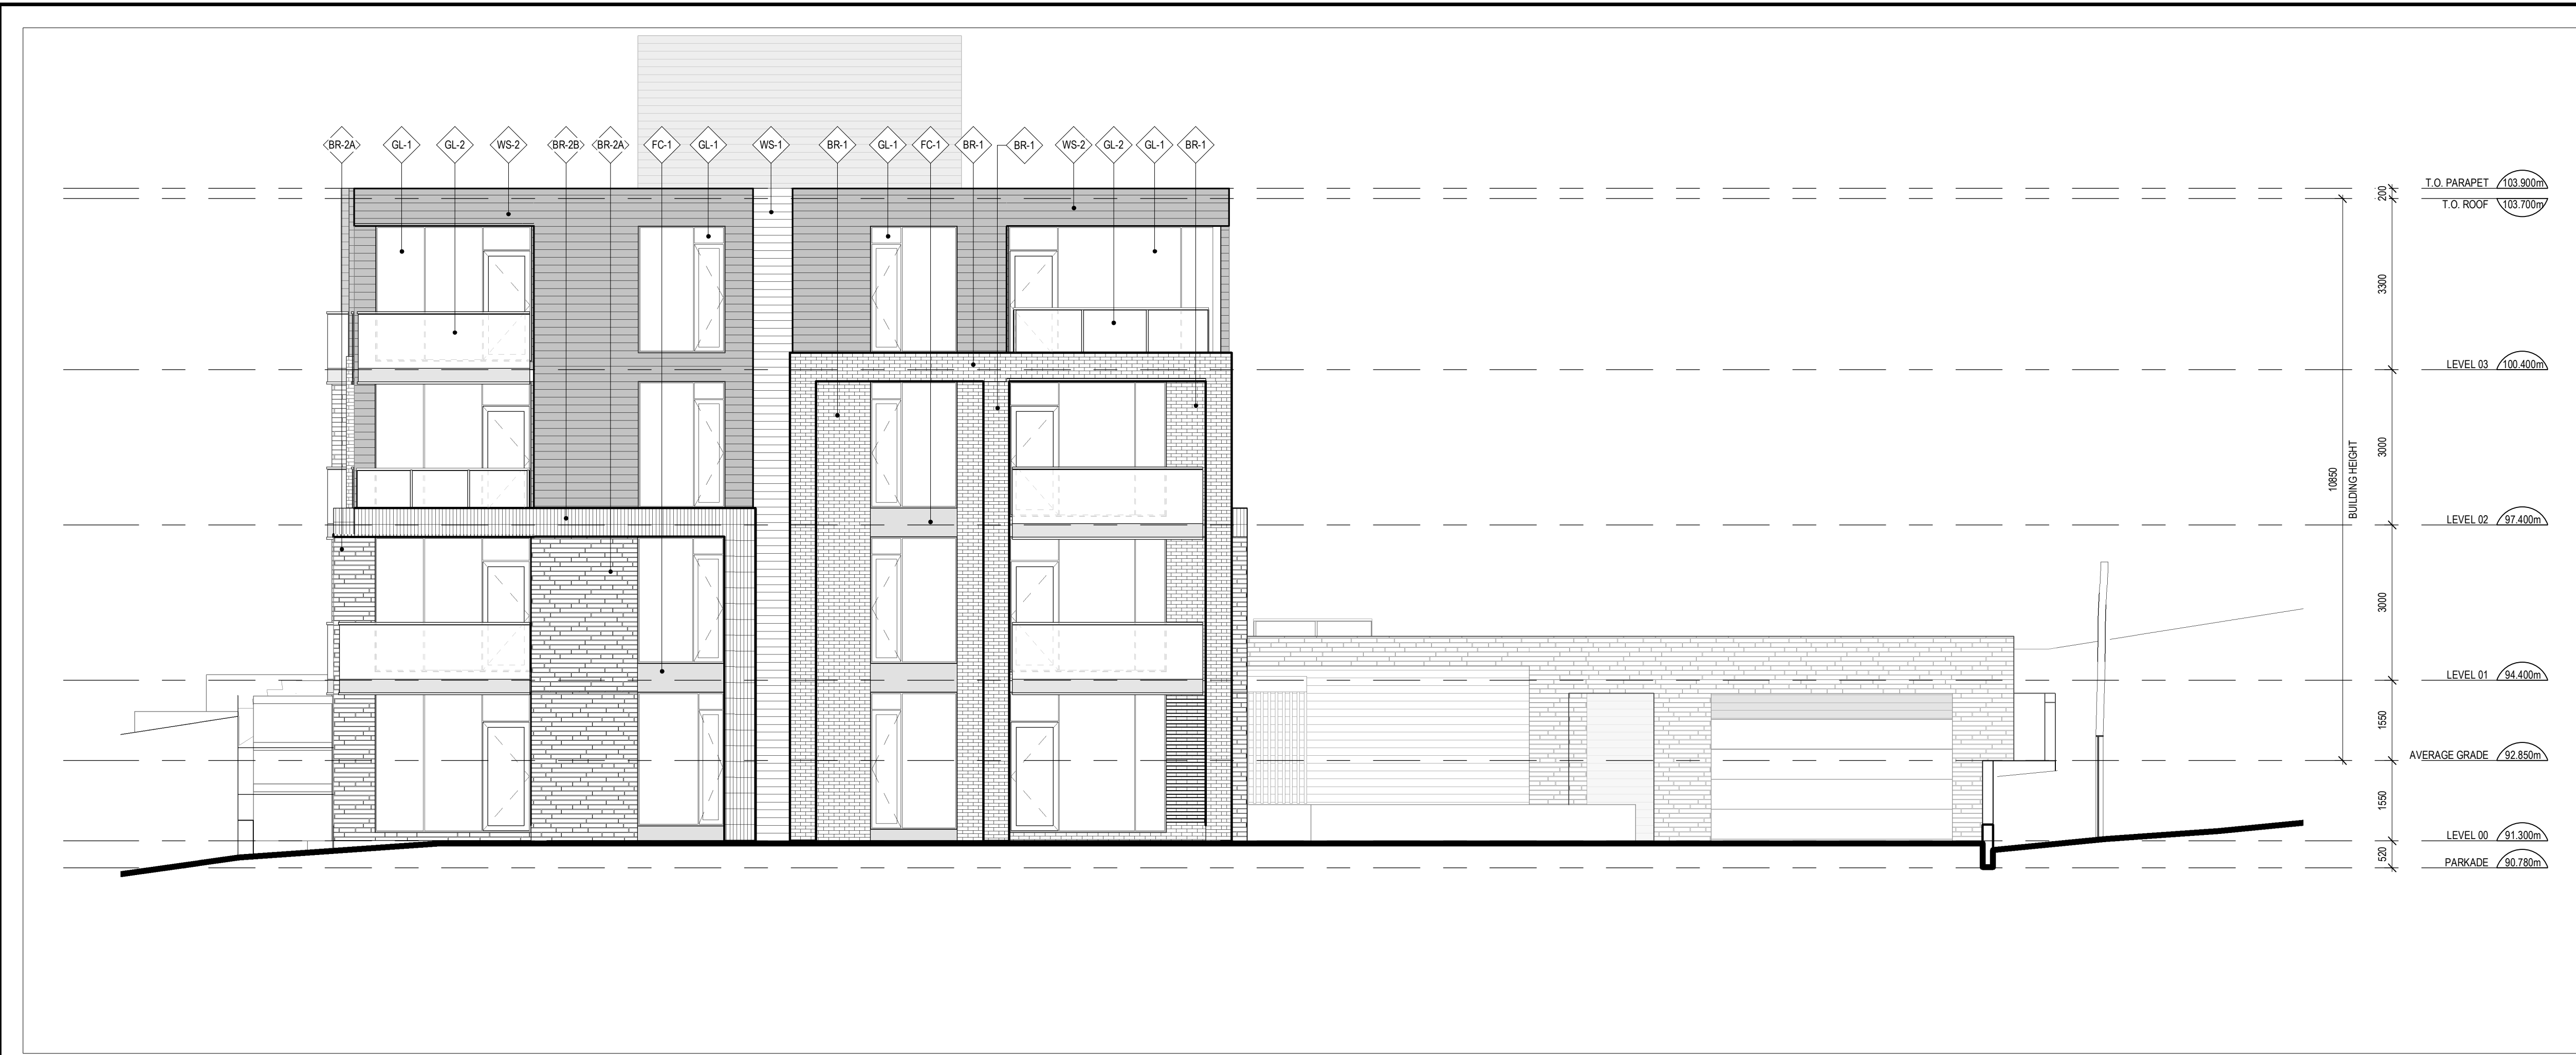 BR-2A GL-1 GL-2 WS-2 BR-2B BR-2A FC-1 GL-1 WS-1 BR-1 GL-1 FC-1 BR-1 BR-1 WS-2 GL-2 GL-1 BR-1
T.O. PARAPET 103.900m
200
T.O. ROOF 103.700m
3300
LEVEL 03 100.400m
3000
10850
BUILDING HEIGHT
LEVEL 02 97.400m
3000
LEVEL 01 94.400m
1550
AVERAGE GRADE 92.850m
1550
LEVEL 00 91.300m
520
PARKADE 90.780m